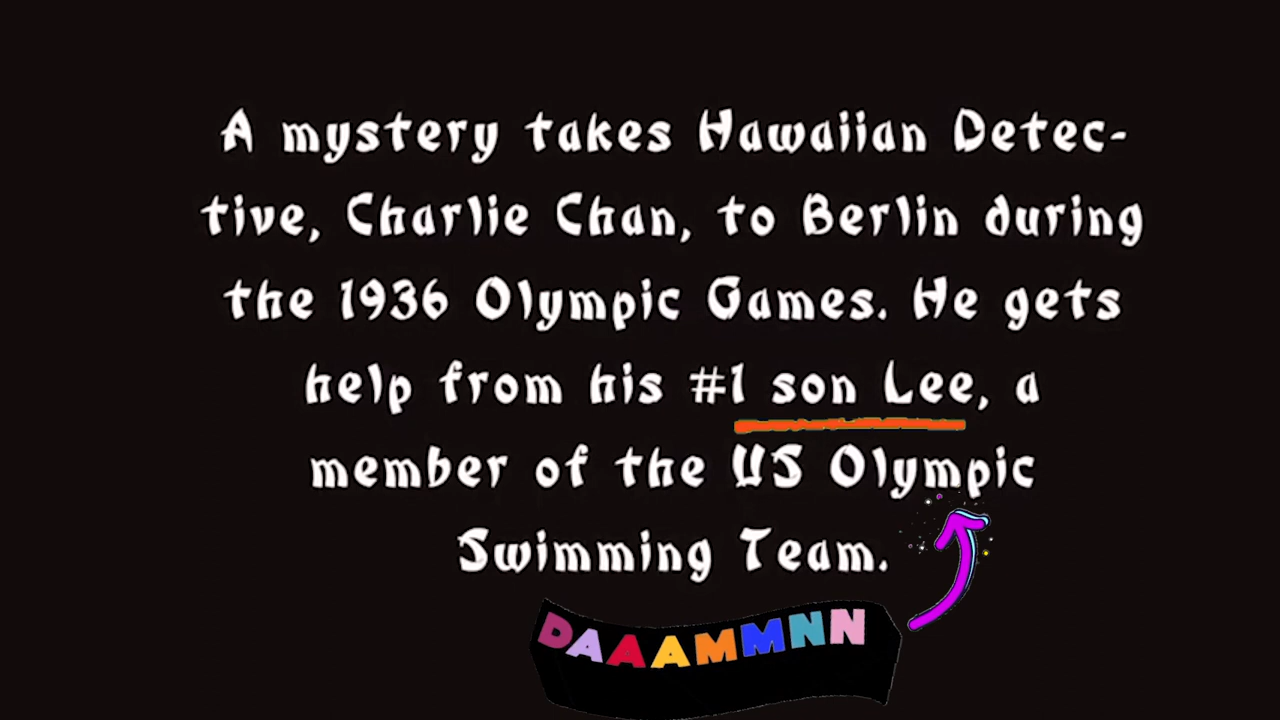 A mystery takes Hawaiian Detec-
tive, Charlie Chan, to Berlin during
the 1936 Olympic Games. He gets
help from his #1 son Lee, a
member of the US Olympic
Swimming Team.
DAAAMMNN